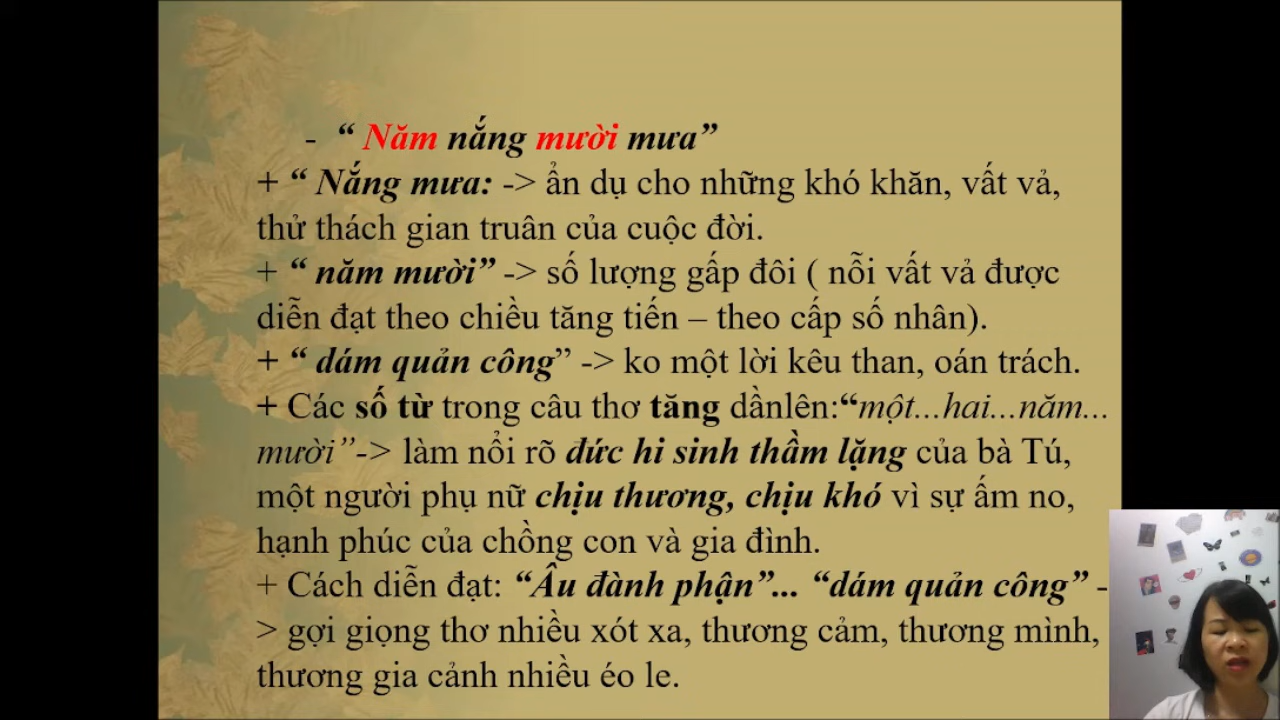 - “ Năm nắng mười mưa”
+ “ Nắng mưa: -> ẩn dụ cho những khó khăn, vất vả,
thử thách gian truân của cuộc đời.
+ “ năm mười” -> số lượng gấp đôi ( nỗi vất vả được
diễn đạt theo chiều tăng tiến – theo cấp số nhân).
+ “ dám quản công” -> ko một lời kêu than, oán trách.
+ Các số từ trong câu thơ tăng dầnlên:“một...hai...năm...
mười”-> làm nổi rõ đức hi sinh thầm lặng của bà Tú,
một người phụ nữ chịu thương, chịu khó vì sự ấm no,
hạnh phúc của chồng con và gia đình.
+ Cách diễn đạt: “Âu đành phận”... “dám quản công” -
> gợi giọng thơ nhiều xót xa, thương cảm, thương mình,
thương gia cảnh nhiều éo le.